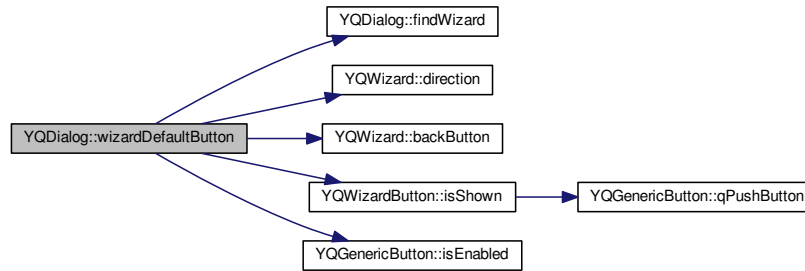 YQDialog::findWizard
YQWizard::direction
YQDialog::wizardDefaultButton
YQWizard::backButton
YQWizardButton::isShown
YQGenericButton::qPushButton
YQGenericButton::isEnabled